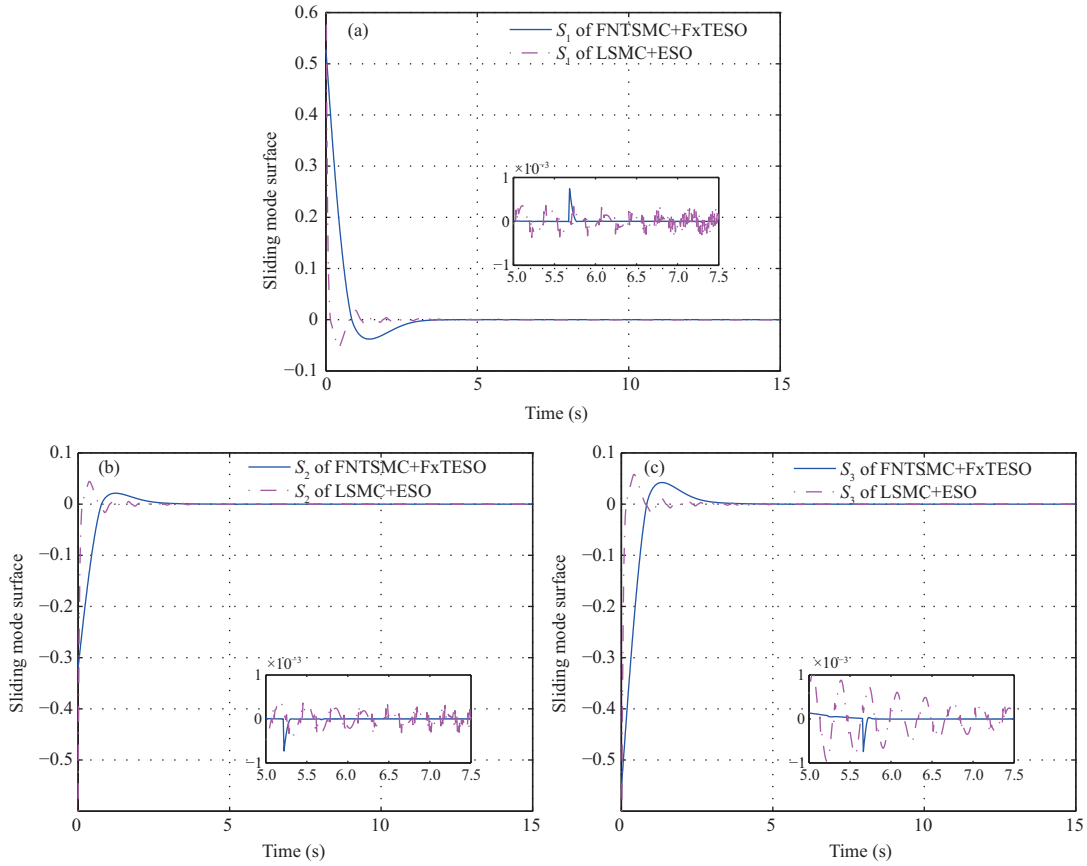 (a)
S1 of FNTSMC+FxTESO
S1 of LSMC+ESO
0.6
0.5
0.4
0.3
0.2
0.1
0
−0.1
Sliding mode surface
×10−3
1
0
−1
5.0 5.5 6.0 6.5 7.0 7.5
0 5 10 15
Time (s)
(b)
S2 of FNTSMC+FxTESO
S2 of LSMC+ESO
0.1
0
−0.1
−0.2
−0.3
−0.4
−0.5
Sliding mode surface
×10−3
1
0
−1
5.0 5.5 6.0 6.5 7.0 7.5
0 5 10 15
Time (s)
(c)
S3 of FNTSMC+FxTESO
S3 of LSMC+ESO
0.1
0
−0.1
−0.2
−0.3
−0.4
−0.5
Sliding mode surface
×10−3
1
0
−1
5.0 5.5 6.0 6.5 7.0 7.5
0 5 10 15
Time (s)